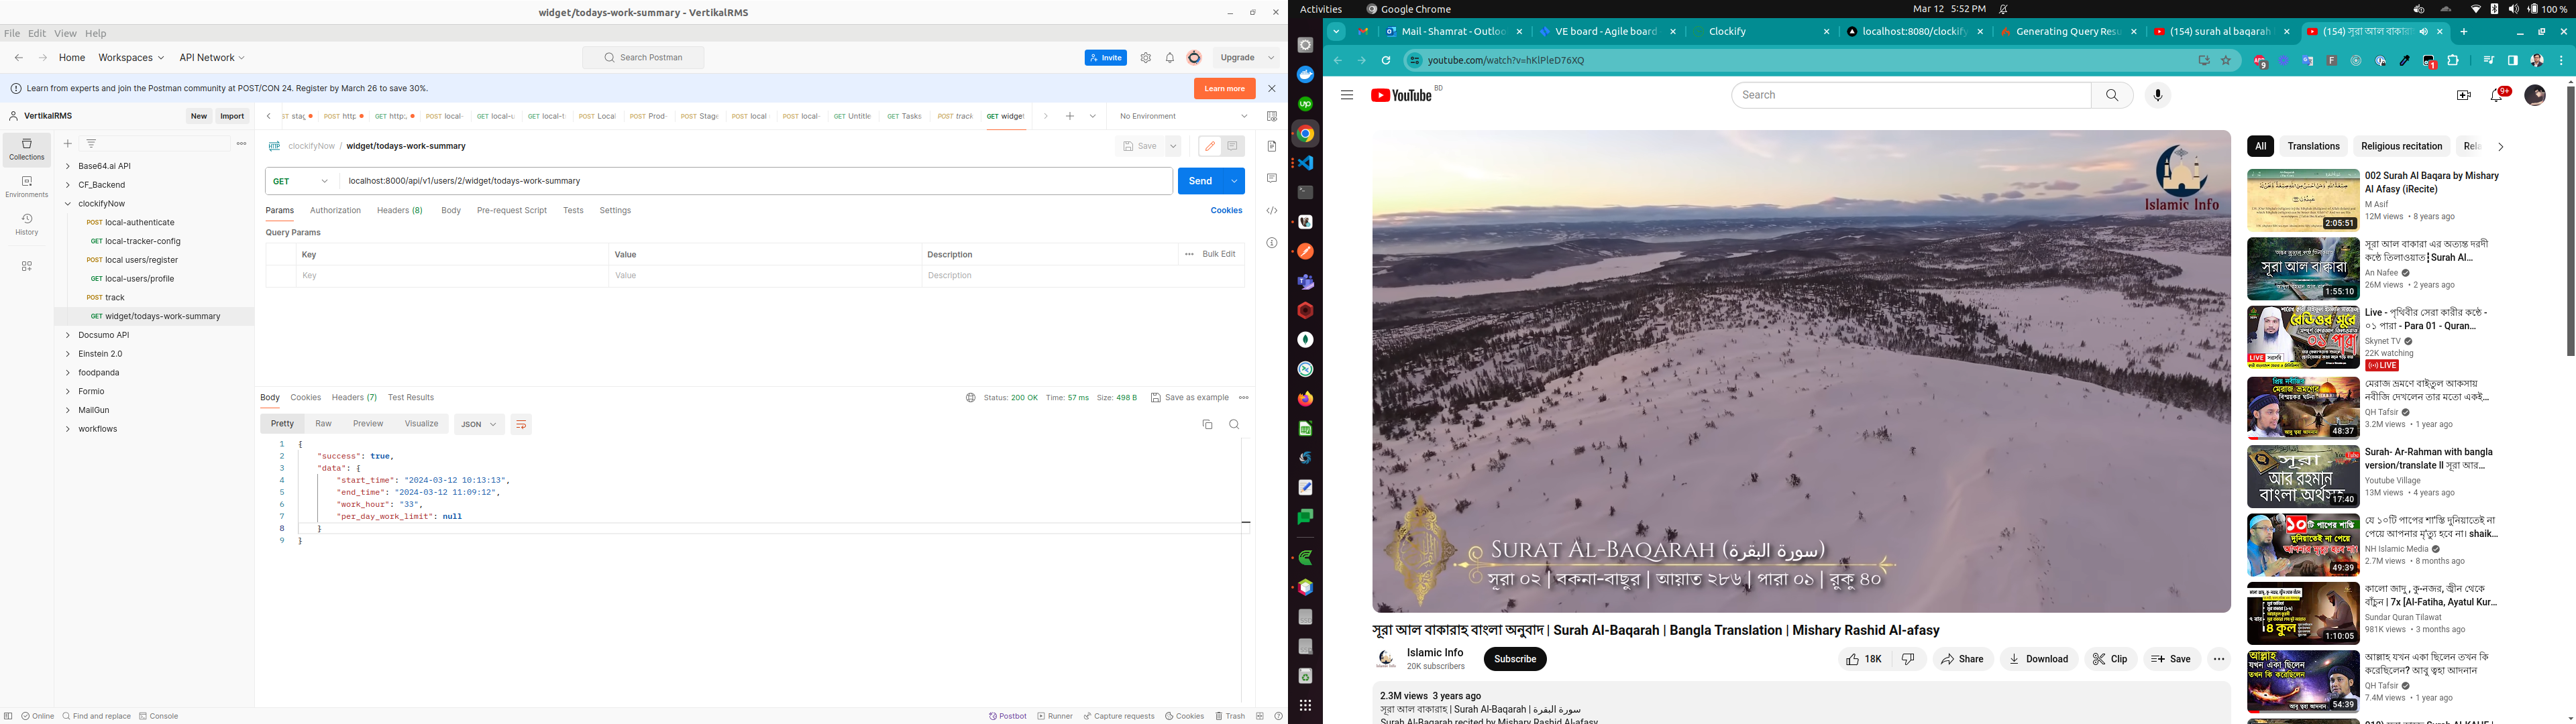 widget/todays-work-summary - VertikalRMS
File Edit View Help
Home Workspaces API Network
Search Postman
Invite
Upgrade
Learn from experts and join the Postman community at POST/CON 24. Register by March 26 to save 30%.
Learn more
VertikalRMS
New Import
POST http: GET http: POST local- GET local-u GET local-t POST Local POST Prod- POST Stage POST local POST local- GET Untitle GET Tasks POST track GET widget
No Environment
Collections
Environments
History
Base64.ai API
CF_Backend
clockifyNow
POST local-authenticate
GET local-tracker-config
POST local users/register
GET local-users/profile
POST track
GET widget/todays-work-summary
Docsumo API
Einstein 2.0
foodpanda
Formio
MailGun
workflows
clockifyNow / widget/todays-work-summary
Save
GET
localhost:8000/api/v1/users/2/widget/todays-work-summary
Send
Params Authorization Headers (8) Body Pre-request Script Tests Settings
Cookies
Query Params
Key Value Description
Bulk Edit
Key Value Description
Body Cookies Headers (7) Test Results
Status: 200 OK Time: 57 ms Size: 498 B
Save as example
Pretty Raw Preview Visualize
JSON
1 {
2 "success": true,
3 "data": {
4 "start_time": "2024-03-12 10:13:13",
5 "end_time": "2024-03-12 11:09:12",
6 "work_hour": "33",
7 "per_day_work_limit": null
8 }
9 }
Online Find and replace Console
Postbot Runner Capture requests Cookies Trash
Activities Google Chrome
Mar 12 5:52 PM
100 %
Mail - Shamrat - Outloo
VE board - Agile board
Clockify
localhost:8080/clockify
Generating Query Resu
(154) surah al baqarah
(154) সূরা আল বাকারা
youtube.com/watch?v=hKlPleD76XQ
YouTube BD
Search
9+
Islamic Info
SURAT AL-BAQARAH (سورة البقرة)
সূরা ০২ | বকনা-বাছুর | আয়াত ২৮৬ | পারা ০১ | রুকু ৪০
সূরা আল বাকারাহ বাংলা অনুবাদ | Surah Al-Baqarah | Bangla Translation | Mishary Rashid Al-afasy
Islamic Info
20K subscribers
Subscribe
18K
Share
Download
Clip
Save
2.3M views 3 years ago
সূরা আল বাকারাহ | Surah Al-Baqarah | سورة البقرة
Surah Al-Baqarah recited by Mishary Rashid Al-afasy
All Translations Religious recitation
2:05:51
002 Surah Al Baqara by Mishary
Al Afasy (iRecite)
M Asif
12M views • 8 years ago
সূরা আল বাক্বারা
1:55:10
সূরা আল বাকারা এর অত্যন্ত দরদী
কন্ঠে তিলাওয়াত┇Surah Al...
An Nafee
26M views • 2 years ago
রেডিওর সুরে
০১ পারা
LIVE
Live - পৃথিবীর সেরা কারীর কন্ঠে -
০১ পারা - Para 01 - Quran...
Skynet TV
22K watching
LIVE
48:37
মেরাজ ভ্রমণে বাইতুল আকসায়
নবীজি দেখলেন তার মতো একই...
QH Tafsir
3.2M views • 1 year ago
সূরা
আর রহমান
বাংলা অর্থসহ
17:40
Surah- Ar-Rahman with bangla
version/translate II সূরা আর...
Youtube Village
13M views • 4 years ago
১০টি পাপের শাস্তি
49:39
যে ১০টি পাপের শাস্তি দুনিয়াতেই না
পেয়ে আপনার মৃত্যু হবে না। shaik...
NH Islamic Media
2.7M views • 8 months ago
৪ কুল
1:10:05
কালো জাদু , কু-নজর, জ্বীন থেকে
বাঁচুন | 7x [Al-Fatiha, Ayatul Kur...
Sundar Quran Tilawat
981K views • 3 months ago
আল্লাহ
যখন একা ছিলেন
54:39
আল্লাহ যখন একা ছিলেন তখন কি
করেছিলেন? আবু ত্বহা আদনান
QH Tafsir
7.4M views • 1 year ago